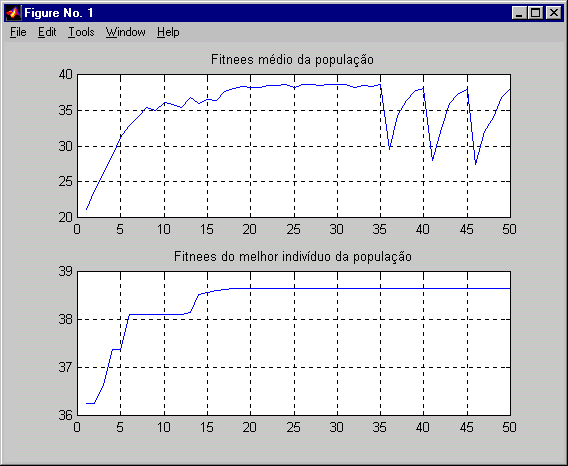 Figure No. 1
File Edit Tools Window Help
Fitnees médio da população
40
35
30
25
20
0 5 10 15 20 25 30 35 40 45 50
Fitnees do melhor indivíduo da população
39
38
37
36
0 5 10 15 20 25 30 35 40 45 50